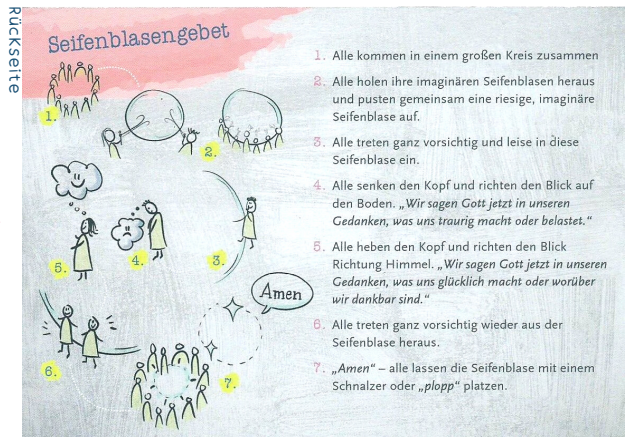 Rückseite
Seifenblasengebet
1.
2.
3.
4.
5.
6.
7.
Amen
1. Alle kommen in einem großen Kreis zusammen
2. Alle holen ihre imaginären Seifenblasen heraus
und pusten gemeinsam eine riesige, imaginäre
Seifenblase auf.
3. Alle treten ganz vorsichtig und leise in diese
Seifenblase ein.
4. Alle senken den Kopf und richten den Blick auf
den Boden. „Wir sagen Gott jetzt in unseren
Gedanken, was uns traurig macht oder belastet.“
5. Alle heben den Kopf und richten den Blick
Richtung Himmel. „Wir sagen Gott jetzt in unseren
Gedanken, was uns glücklich macht oder worüber
wir dankbar sind.“
6. Alle treten ganz vorsichtig wieder aus der
Seifenblase heraus.
7. „Amen“ – alle lassen die Seifenblase mit einem
Schnalzer oder „plopp“ platzen.